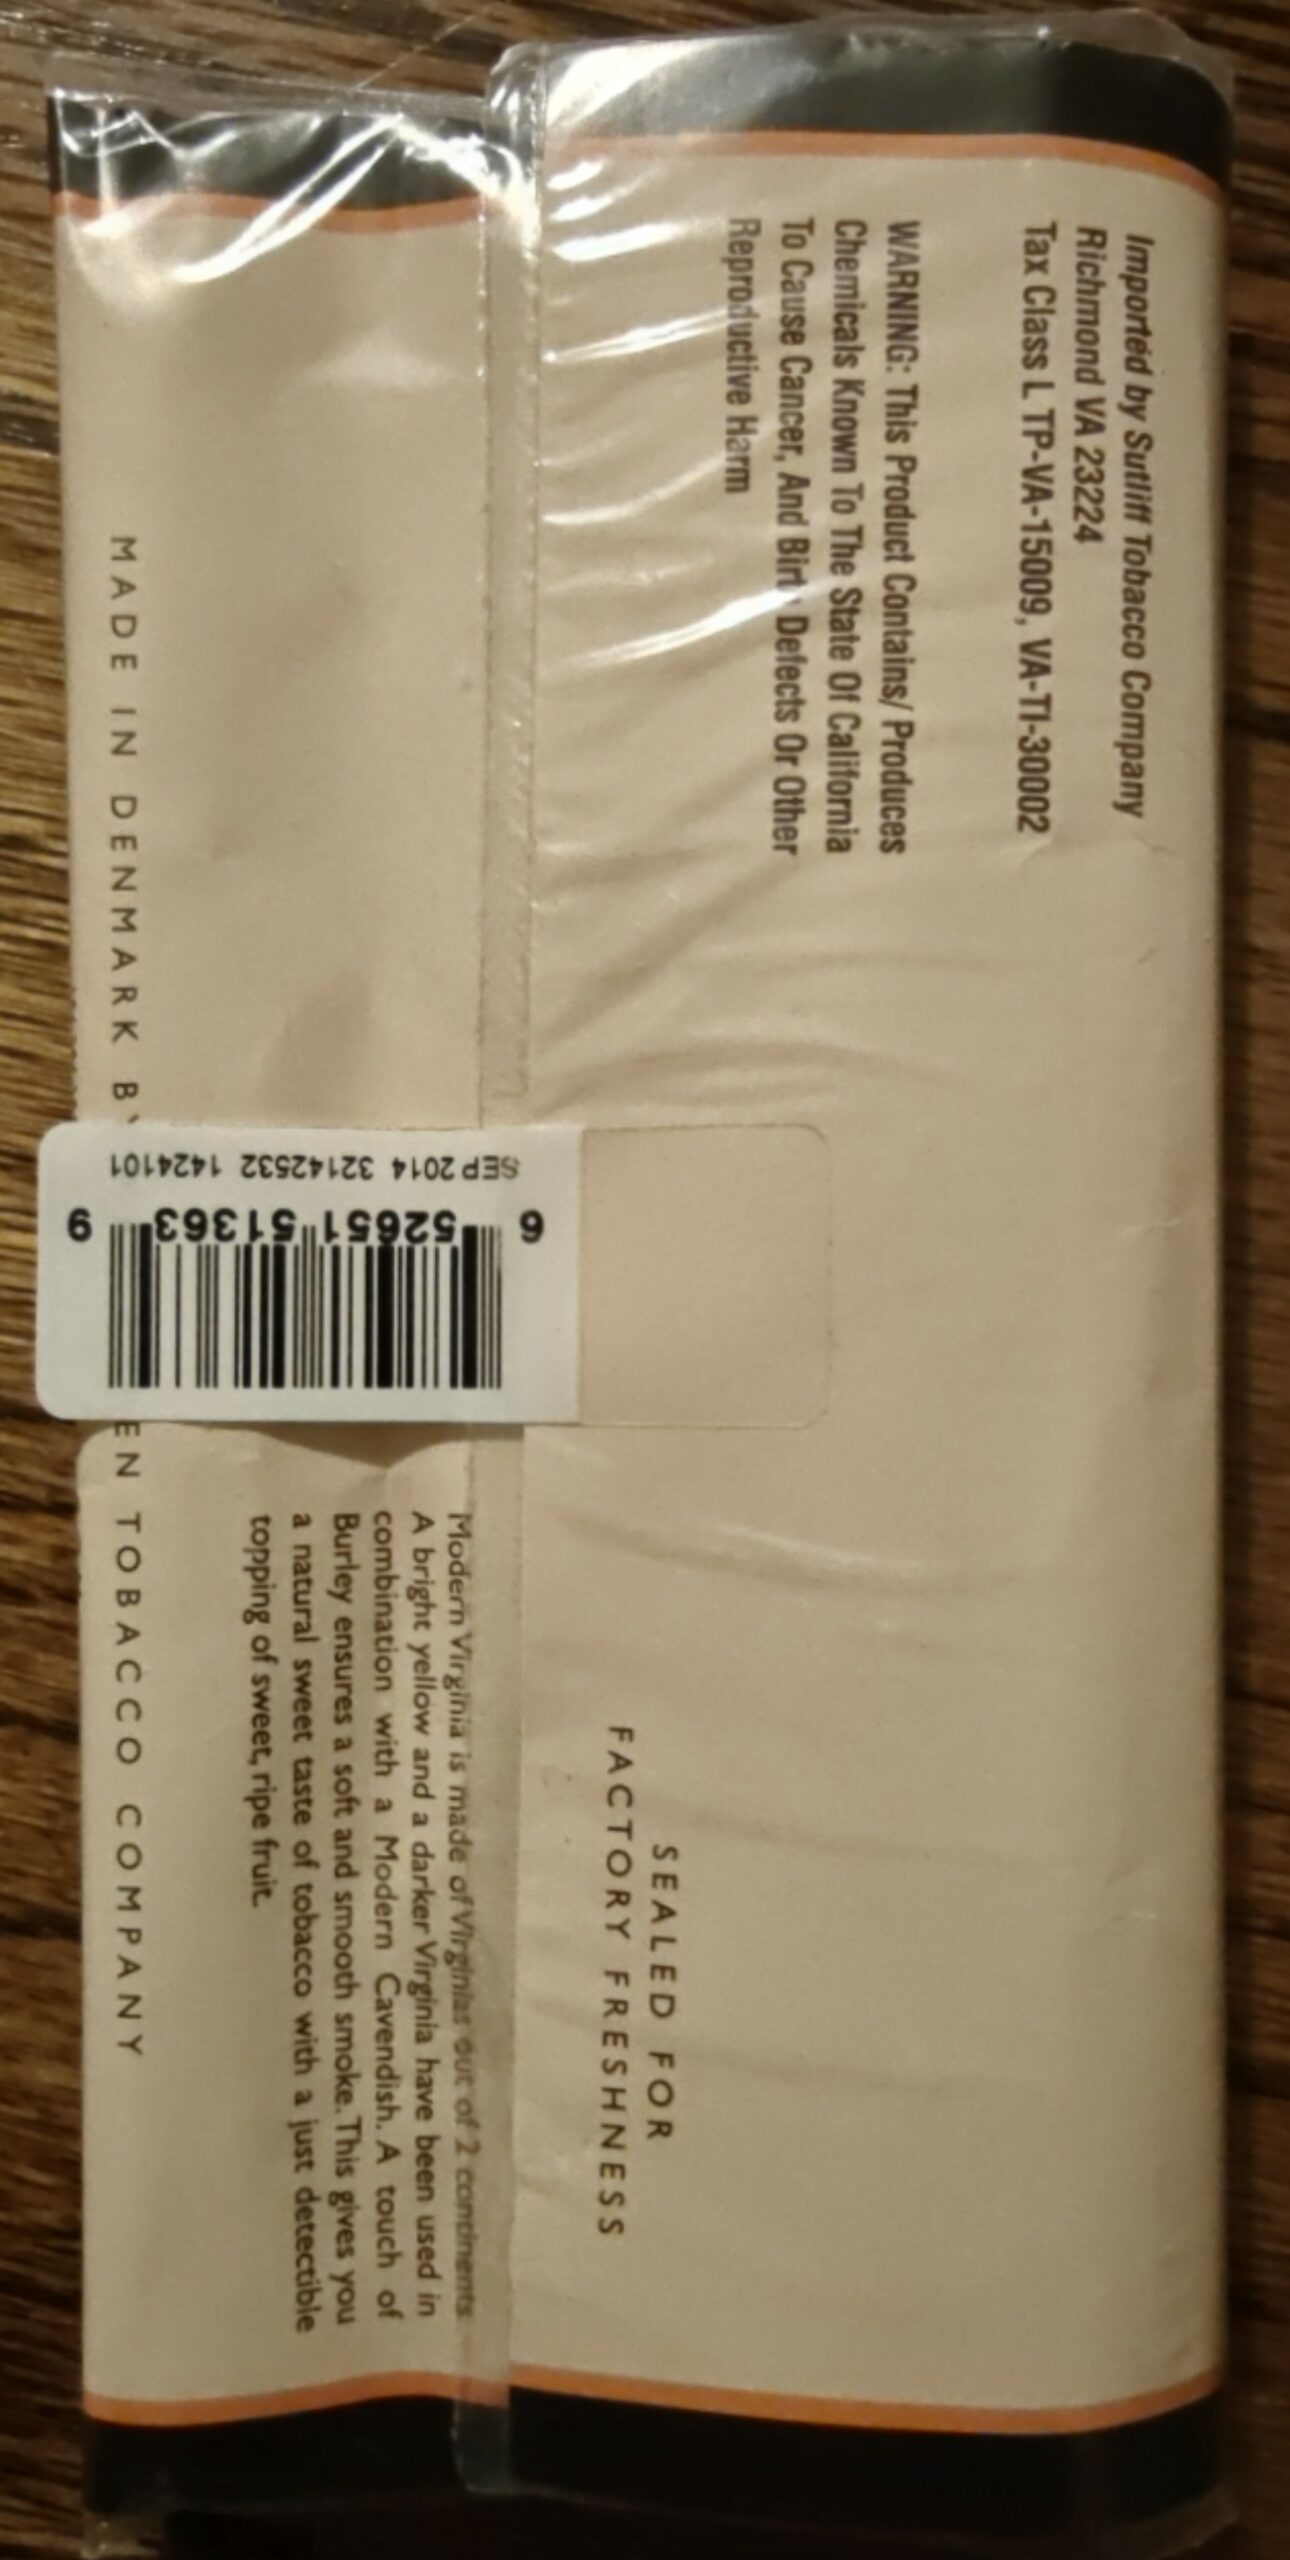 Imported by Sutliff Tobacco Company
Richmond VA 23224
Tax Class L TP-VA-15009, VA-TI-30002
WARNING: This Product Contains/ Produces
Chemicals Known To The State Of California
To Cause Cancer, And Birth Defects Or Other
Reproductive Harm
SEALED FOR
FACTORY FRESHNESS
Modern Virginia is made of Virginias out of 2 continents
A bright yellow and a darker Virginia have been used in
combination with a Modern Cavendish. A touch of
Burley ensures a soft and smooth smoke. This gives you
a natural sweet taste of tobacco with a just detectible
topping of sweet, ripe fruit.
MADE IN DENMARK BY EN TOBACCO COMPANY
SEP 2014 32142532 1424101
6 52651 51363 9